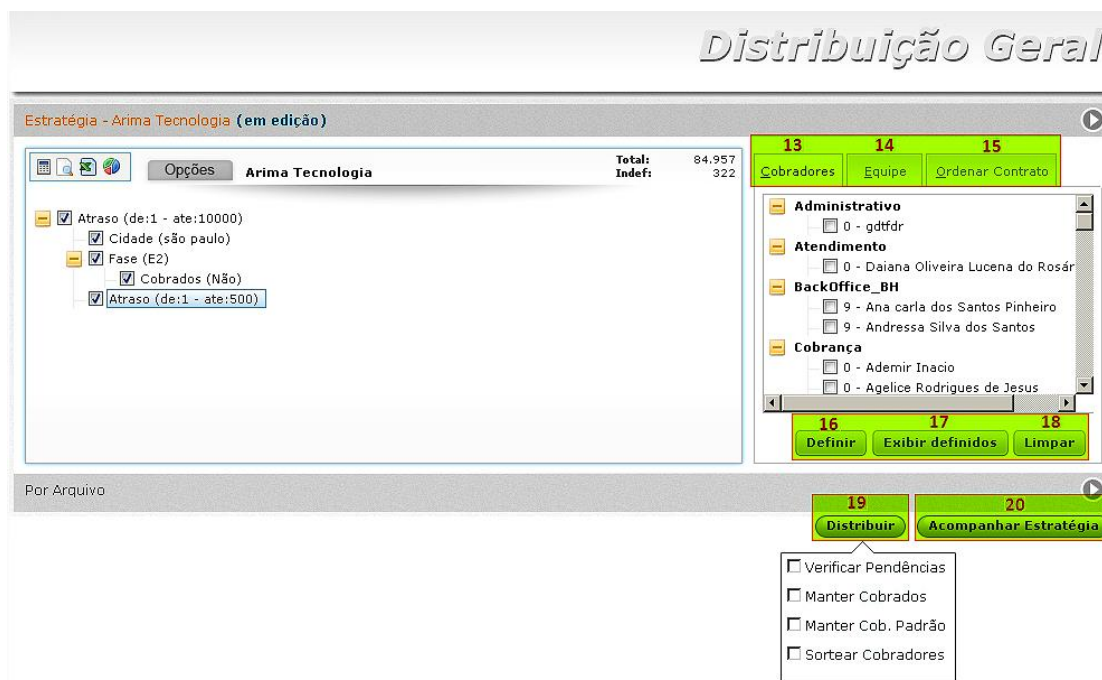 Distribuição Geral
Estratégia - Arima Tecnologia (em edição)
Opções
Arima Tecnologia
Total: 84.957
Indef: 322
Atraso (de:1 - ate:10000)
Cidade (são paulo)
Fase (E2)
Cobrados (Não)
Atraso (de:1 - ate:500)
13 14 15
Cobradores Equipe Ordenar Contrato
Administrativo
0 - gdtfdr
Atendimento
0 - Daiana Oliveira Lucena do Rosár
BackOffice_BH
9 - Ana carla dos Santos Pinheiro
9 - Andressa Silva dos Santos
Cobrança
0 - Ademir Inacio
0 - Agelice Rodrigues de Jesus
16 17 18
Definir Exibir definidos Limpar
Por Arquivo
19 20
Distribuir Acompanhar Estratégia
Verificar Pendências
Manter Cobrados
Manter Cob. Padrão
Sortear Cobradores